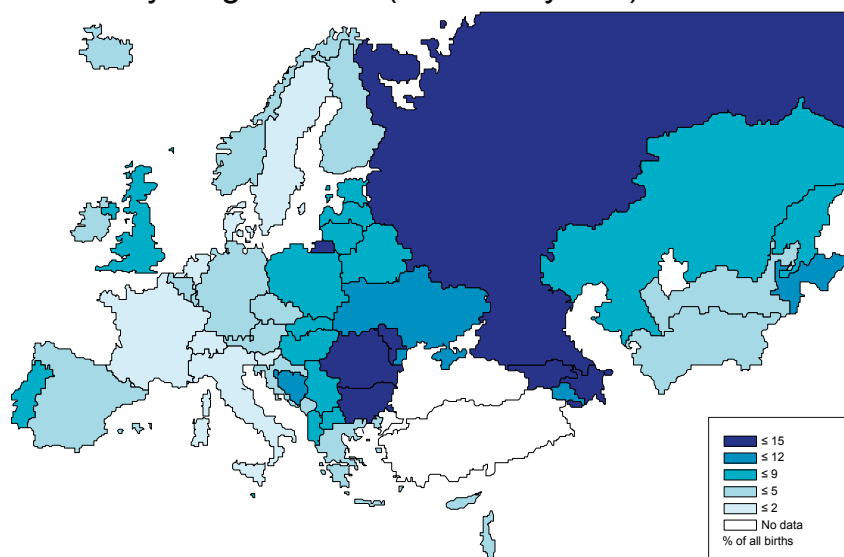 ≤ 15
≤ 12
≤ 9
≤ 5
≤ 2
No data
% of all births